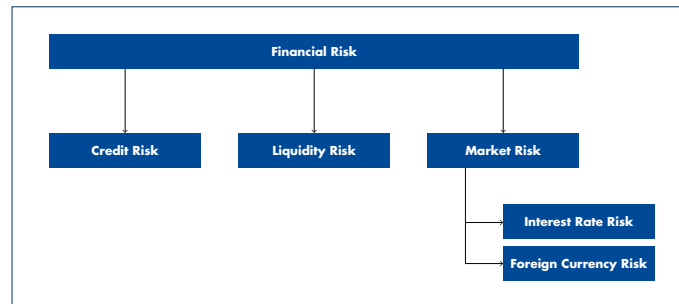 Financial Risk
Credit Risk
Liquidity Risk
Market Risk
Interest Rate Risk
Foreign Currency Risk